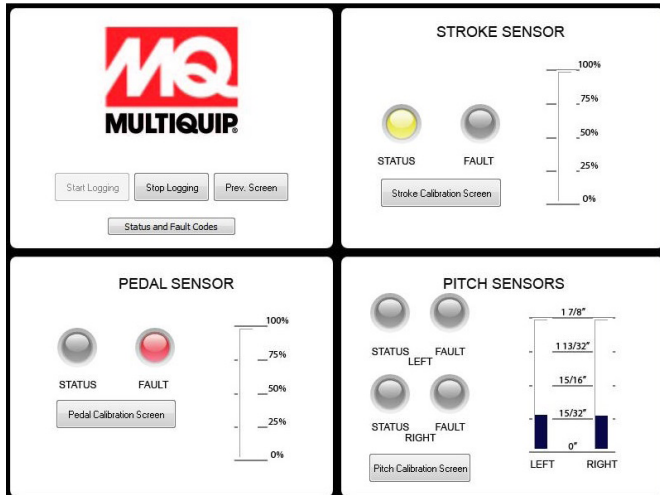 MQ
MULTIQUIP®
Start Logging
Stop Logging
Prev. Screen
Status and Fault Codes
STROKE SENSOR
STATUS
FAULT
Stroke Calibration Screen
100%
75%
50%
25%
0%
PEDAL SENSOR
STATUS
FAULT
Pedal Calibration Screen
100%
75%
50%
25%
0%
PITCH SENSORS
STATUS
FAULT
LEFT
STATUS
FAULT
RIGHT
Pitch Calibration Screen
1 7/8"
1 13/32"
15/16"
15/32"
0"
LEFT
RIGHT